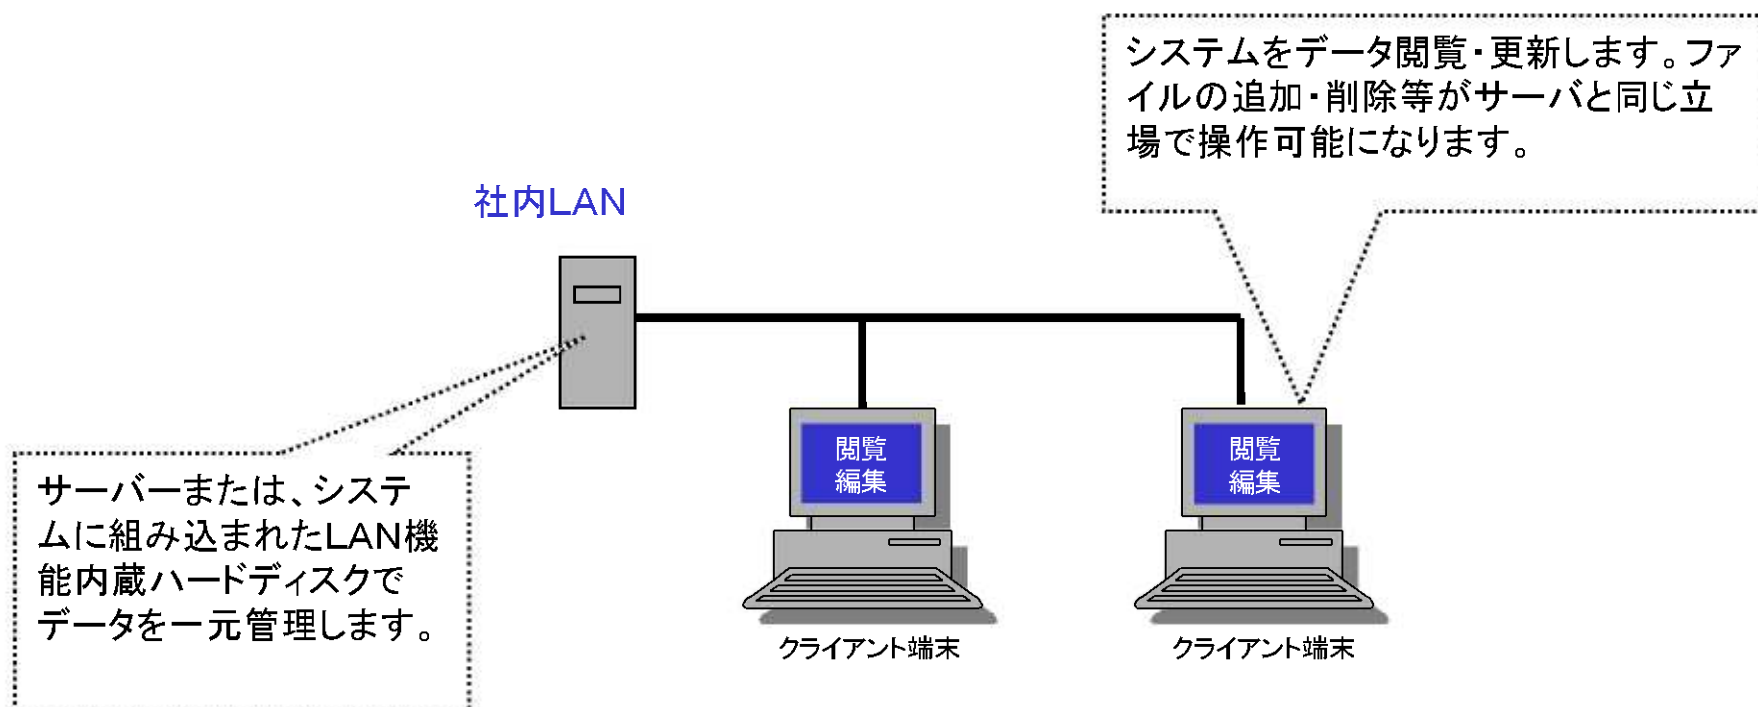 システムをデータ閲覧・更新します。ファ
イルの追加・削除等がサーバと同じ立
場で操作可能になります。
社内LAN
閲覧
編集
閲覧
編集
サーバーまたは、システ
ムに組み込まれたLAN機
能内蔵ハードディスクで
データを一元管理します。
クライアント端末
クライアント端末